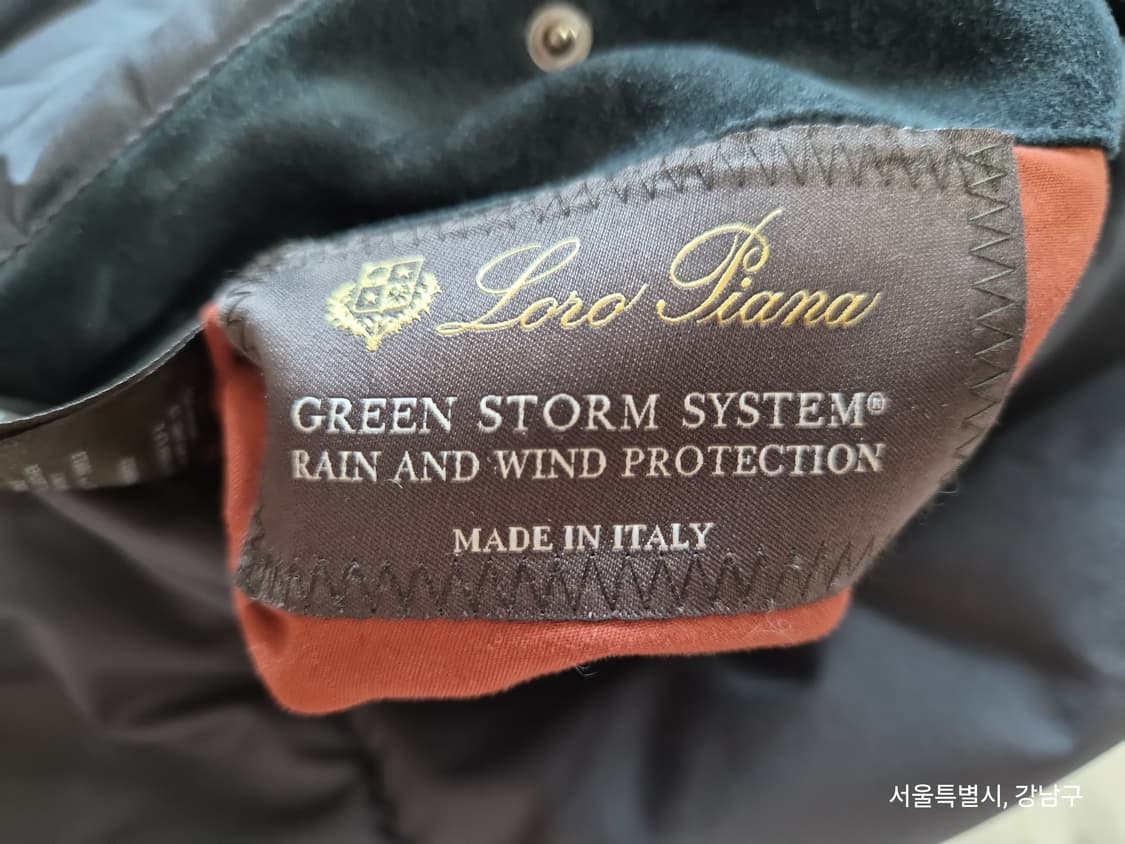 Loro Piana
GREEN STORM SYSTEM®
RAIN AND WIND PROTECTION
MADE IN ITALY
서울특별시, 강남구